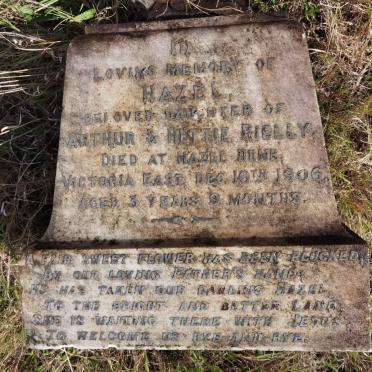 IN
LOVING MEMORY OF
HAZEL,
BELOVED DAUGHTER OF
ARTHUR & HETTIE RIELLY,
DIED AT HAZEL DENE,
VICTORIA EAST, DEC 10TH 1906,
AGED 3 YEARS 9 MONTHS.
A FAIR SWEET FLOWER HAS BEEN PLUCKED,
BY OUR LOVING FATHER'S HAND;
HE HAS TAKEN OUR DARLING HAZEL,
TO THE BRIGHT AND BETTER LAND,
SHE IS WAITING THERE WITH JESUS,
TO WELCOME US BYE-AND-BYE.